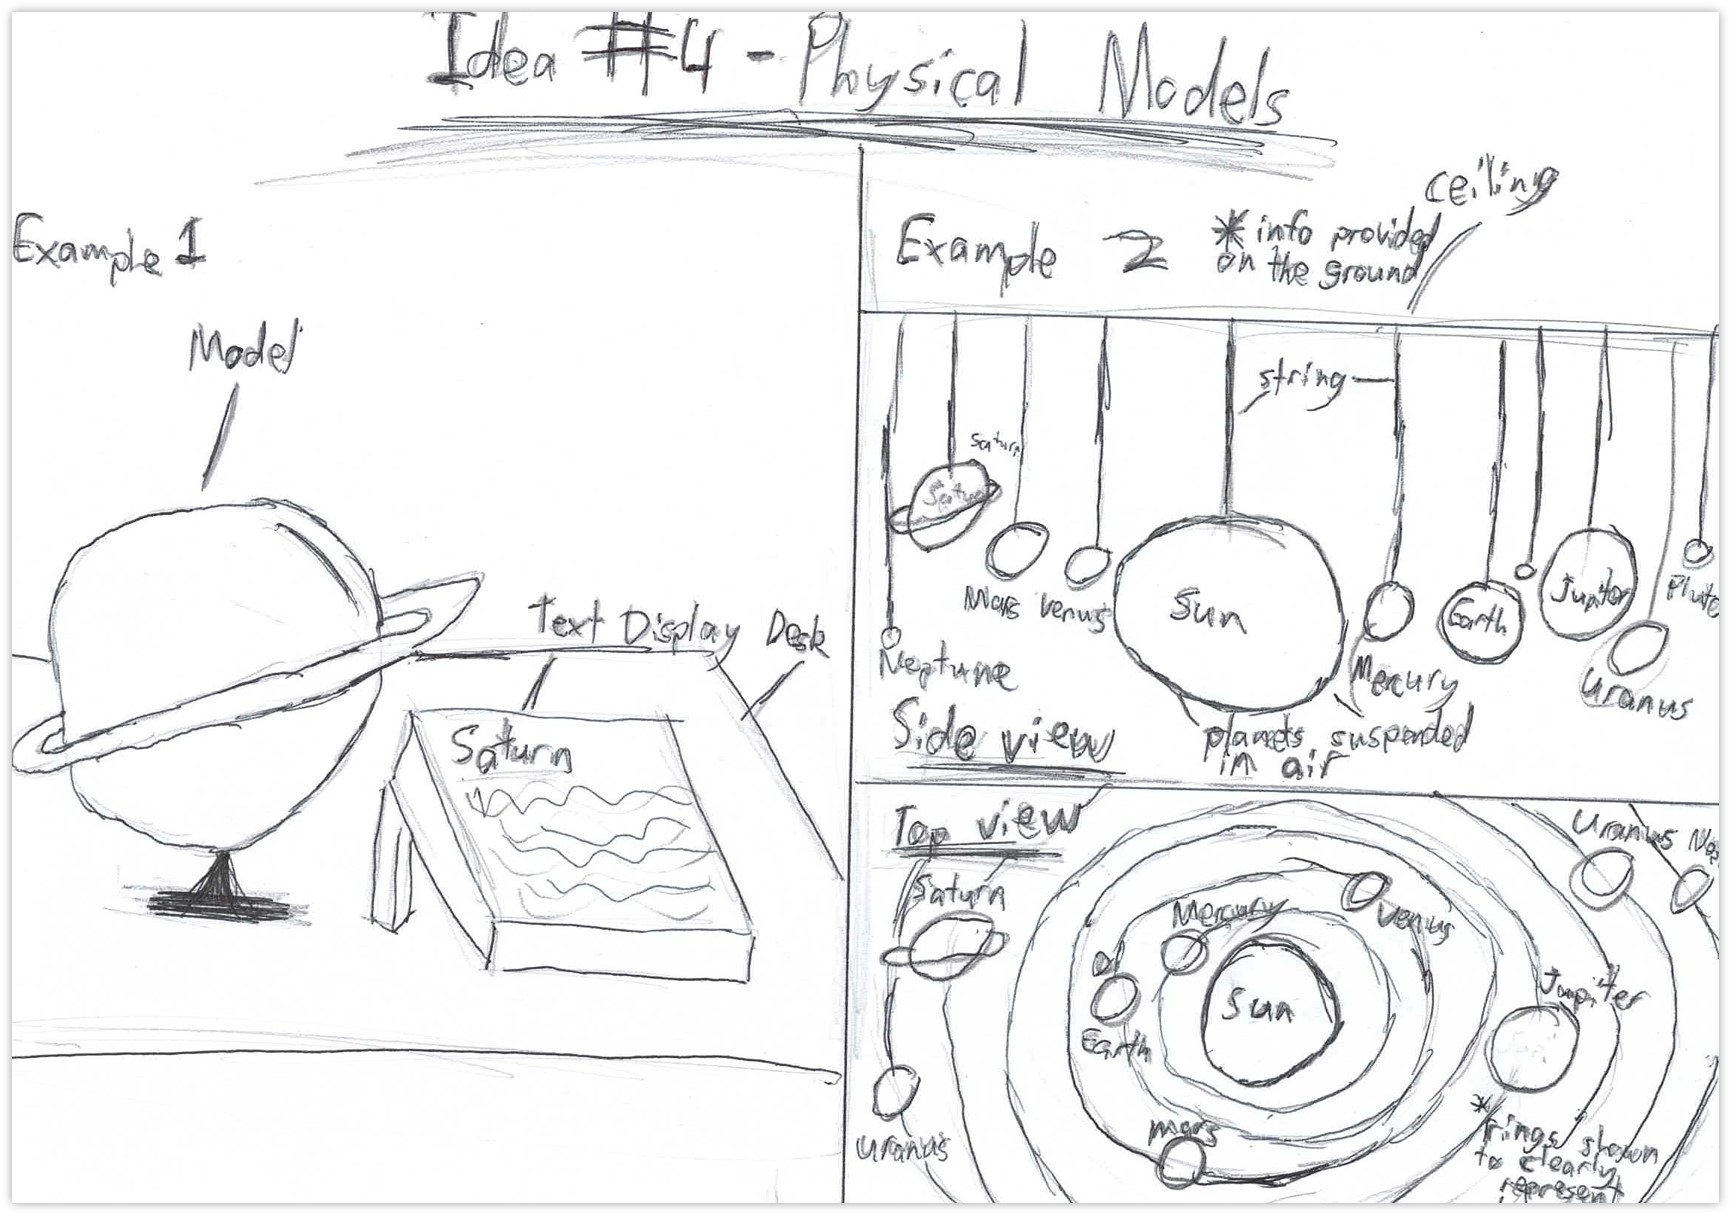 Idea #4 - Physical Models
Example 1
Model
Text Display
Desk
Saturn
Example 2
* info provided
on the ground
ceiling
string
Saturn
Saturn
Mars
Venus
Sun
Mercury
Earth
Jupiter
Pluto
Neptune
Uranus
Side view
planets suspended
in air
Top view
Saturn
Mercury
Venus
Uranus
Ne
Earth
Sun
Jupiter
Mars
Uranus
* rings shown
to clearly
represent